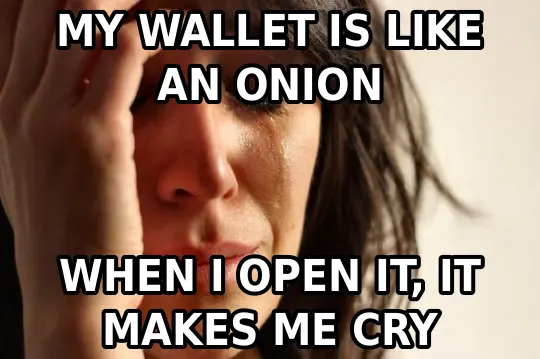 MY WALLET IS LIKE
AN ONION
WHEN I OPEN IT, IT
MAKES ME CRY